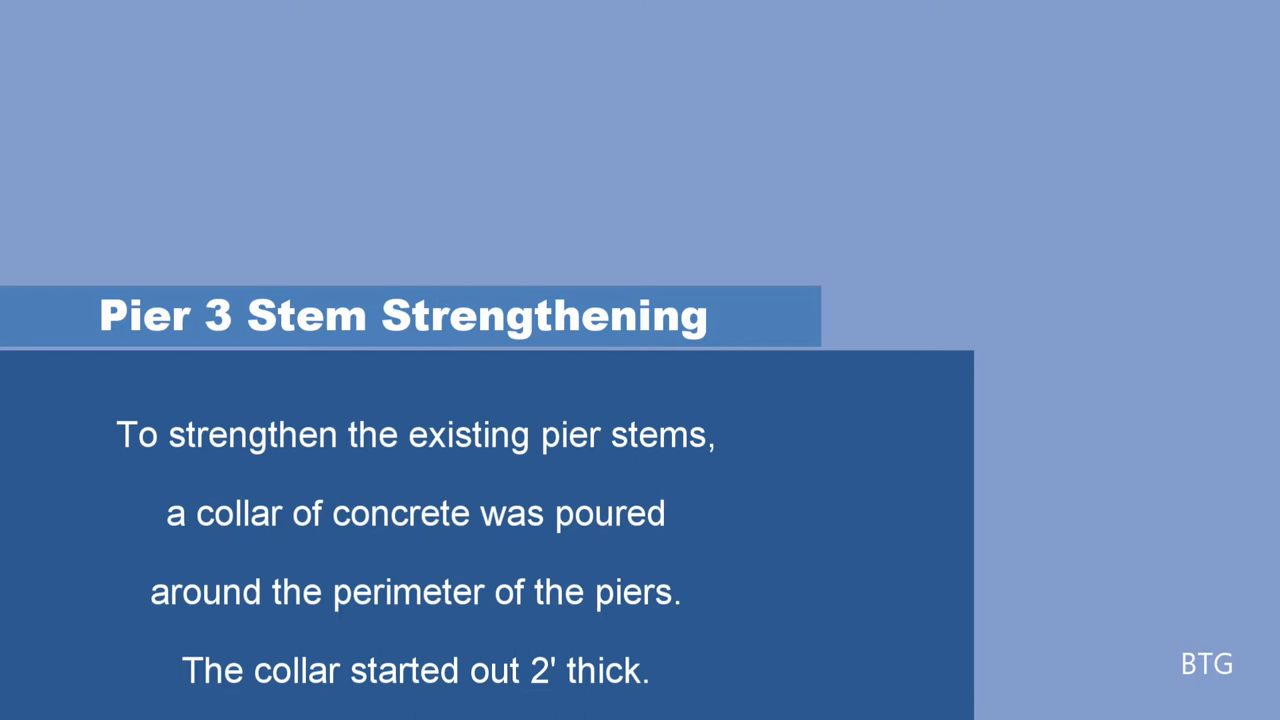 Pier 3 Stem Strengthening
To strengthen the existing pier stems,
a collar of concrete was poured
around the perimeter of the piers.
The collar started out 2' thick.
BTG